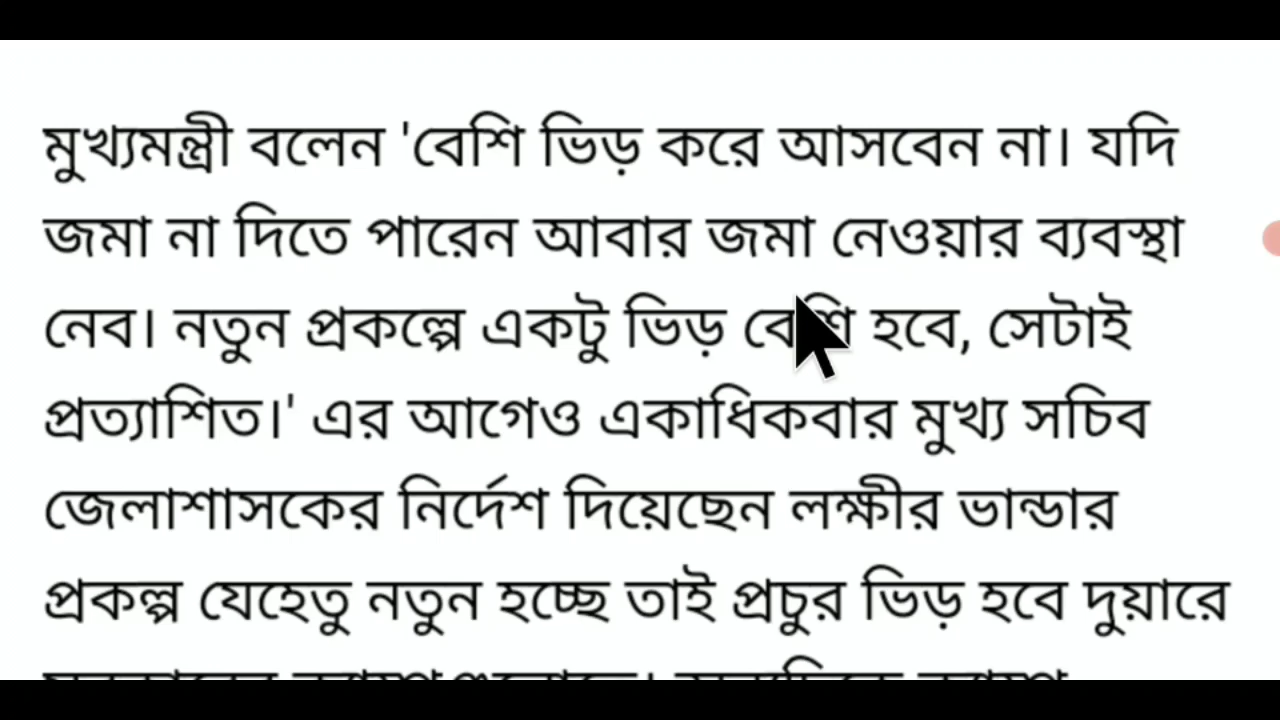 মুখ্যমন্ত্রী বলেন 'বেশি ভিড় করে আসবেন না। যদি
জমা না দিতে পারেন আবার জমা নেওয়ার ব্যবস্থা
নেব। নতুন প্রকল্পে একটু ভিড় বেশি হবে, সেটাই
প্রত্যাশিত।' এর আগেও একাধিকবার মুখ্য সচিব
জেলাশাসকের নির্দেশ দিয়েছেন লক্ষীর ভান্ডার
প্রকল্প যেহেতু নতুন হচ্ছে তাই প্রচুর ভিড় হবে দুয়ারে